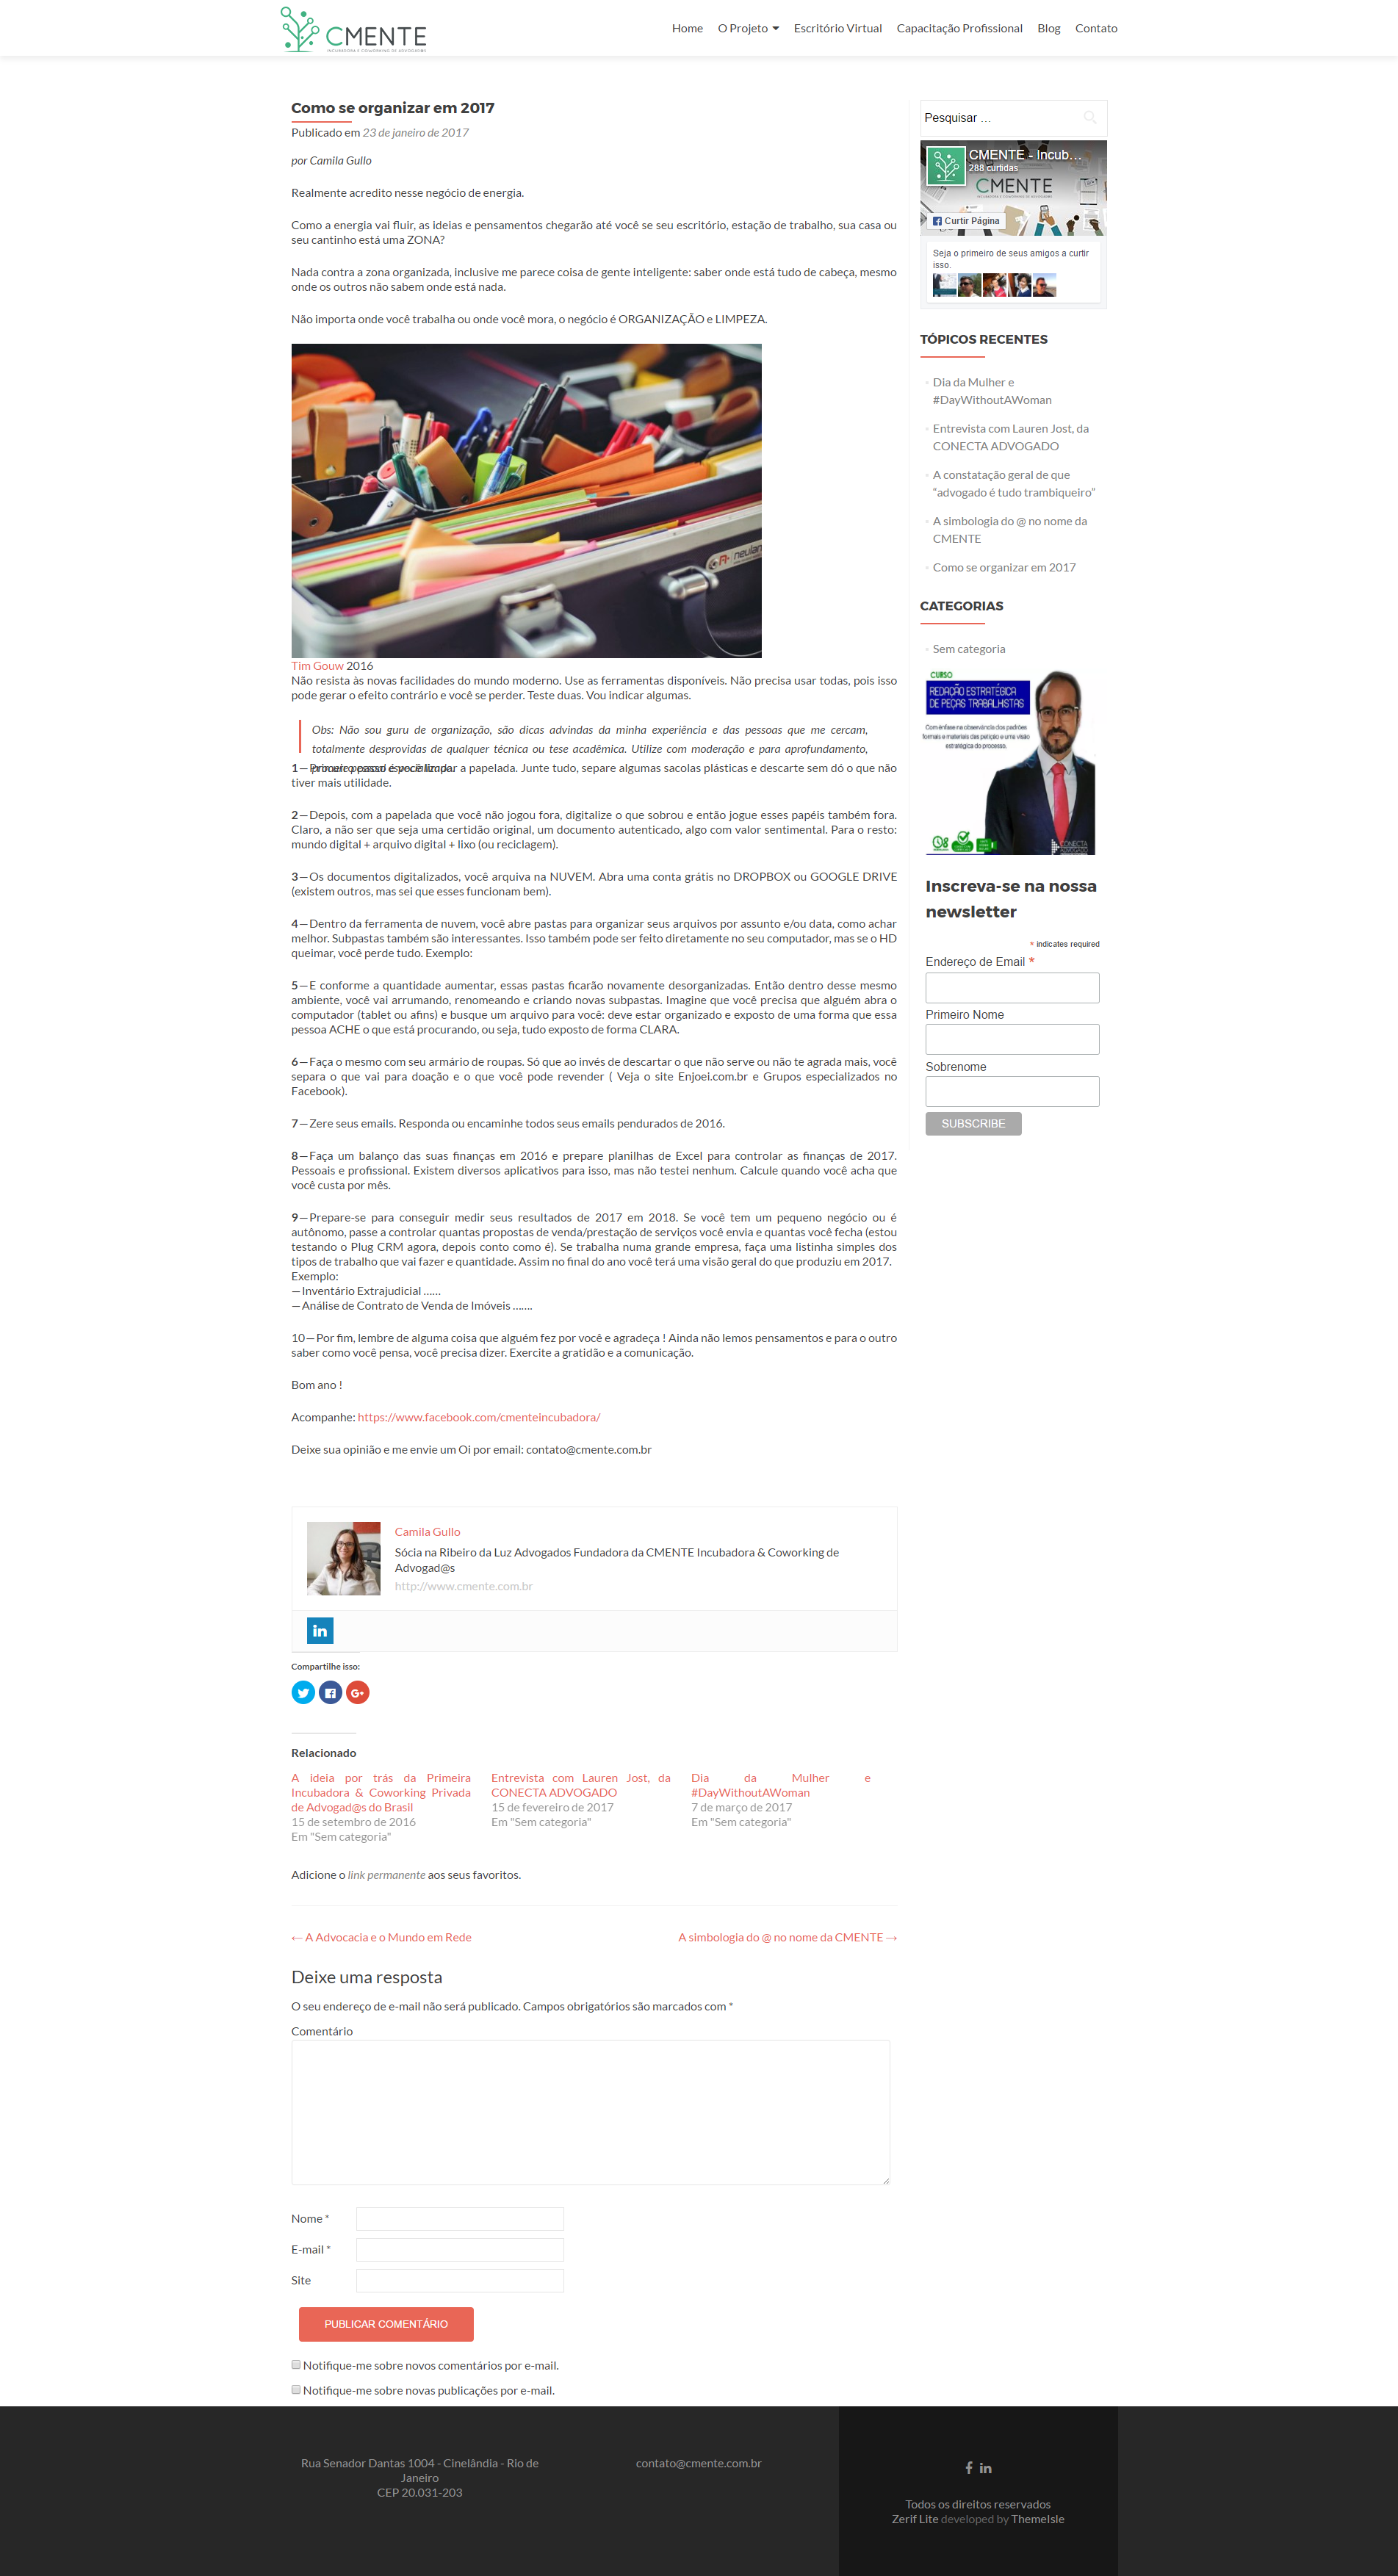 CMENTE
INCUBADORA E COWORKING DE ADVOGAD@S
Home
O Projeto
Escritório Virtual
Capacitação Profissional
Blog
Contato
Como se organizar em 2017
Publicado em 23 de janeiro de 2017
por Camila Gullo
Realmente acredito nesse negócio de energia.
Como a energia vai fluir, as ideias e pensamentos chegarão até você se seu escritório, estação de trabalho, sua casa ou
seu cantinho está uma ZONA?
Nada contra a zona organizada, inclusive me parece coisa de gente inteligente: saber onde está tudo de cabeça, mesmo
onde os outros não sabem onde está nada.
Não importa onde você trabalha ou onde você mora, o negócio é ORGANIZAÇÃO e LIMPEZA.
Tim Gouw 2016
Não resista às novas facilidades do mundo moderno. Use as ferramentas disponíveis. Não precisa usar todas, pois isso
pode gerar o efeito contrário e você se perder. Teste duas. Vou indicar algumas.
Obs: Não sou guru de organização, são dicas advindas da minha experiência e das pessoas que me cercam,
totalmente desprovidas de qualquer técnica ou tese acadêmica. Utilize com moderação e para aprofundamento,
procure pessoal especializado.
1 — Primeiro passo é você limpar a papelada. Junte tudo, separe algumas sacolas plásticas e descarte sem dó o que não
tiver mais utilidade.
2 — Depois, com a papelada que você não jogou fora, digitalize o que sobrou e então jogue esses papéis também fora.
Claro, a não ser que seja uma certidão original, um documento autenticado, algo com valor sentimental. Para o resto:
mundo digital + arquivo digital + lixo (ou reciclagem).
3 — Os documentos digitalizados, você arquiva na NUVEM. Abra uma conta grátis no DROPBOX ou GOOGLE DRIVE
(existem outros, mas sei que esses funcionam bem).
4 — Dentro da ferramenta de nuvem, você abre pastas para organizar seus arquivos por assunto e/ou data, como achar
melhor. Subpastas também são interessantes. Isso também pode ser feito diretamente no seu computador, mas se o HD
queimar, você perde tudo. Exemplo:
5 — E conforme a quantidade aumentar, essas pastas ficarão novamente desorganizadas. Então dentro desse mesmo
ambiente, você vai arrumando, renomeando e criando novas subpastas. Imagine que você precisa que alguém abra o
computador (tablet ou afins) e busque um arquivo para você: deve estar organizado e exposto de uma forma que essa
pessoa ACHE o que está procurando, ou seja, tudo exposto de forma CLARA.
6 — Faça o mesmo com seu armário de roupas. Só que ao invés de descartar o que não serve ou não te agrada mais, você
separa o que vai para doação e o que você pode revender ( Veja o site Enjoei.com.br e Grupos especializados no
Facebook).
7 — Zere seus emails. Responda ou encaminhe todos seus emails pendurados de 2016.
8 — Faça um balanço das suas finanças em 2016 e prepare planilhas de Excel para controlar as finanças de 2017.
Pessoais e profissional. Existem diversos aplicativos para isso, mas não testei nenhum. Calcule quando você acha que
você custa por mês.
9 — Prepare-se para conseguir medir seus resultados de 2017 em 2018. Se você tem um pequeno negócio ou é
autônomo, passe a controlar quantas propostas de venda/prestação de serviços você envia e quantas você fecha (estou
testando o Plug CRM agora, depois conto como é). Se trabalha numa grande empresa, faça uma listinha simples dos
tipos de trabalho que vai fazer e quantidade. Assim no final do ano você terá uma visão geral do que produziu em 2017.
Exemplo:
— Inventário Extrajudicial ......
— Análise de Contrato de Venda de Imóveis .......
10 — Por fim, lembre de alguma coisa que alguém fez por você e agradeça ! Ainda não lemos pensamentos e para o outro
saber como você pensa, você precisa dizer. Exercite a gratidão e a comunicação.
Bom ano !
Acompanhe: https://www.facebook.com/cmenteincubadora/
Deixe sua opinião e me envie um Oi por email: contato@cmente.com.br
Camila Gullo
Sócia na Ribeiro da Luz Advogados Fundadora da CMENTE Incubadora & Coworking de
Advogad@s
http://www.cmente.com.br
Compartilhe isso:
Relacionado
A ideia por trás da Primeira
Incubadora & Coworking Privada
de Advogad@s do Brasil
15 de setembro de 2016
Em "Sem categoria"
Entrevista com Lauren Jost, da
CONECTA ADVOGADO
15 de fevereiro de 2017
Em "Sem categoria"
Dia da Mulher e
#DayWithoutAWoman
7 de março de 2017
Em "Sem categoria"
Adicione o link permanente aos seus favoritos.
← A Advocacia e o Mundo em Rede
A simbologia do @ no nome da CMENTE →
Deixe uma resposta
O seu endereço de e-mail não será publicado. Campos obrigatórios são marcados com *
Comentário
Nome *
E-mail *
Site
PUBLICAR COMENTÁRIO
Notifique-me sobre novos comentários por e-mail.
Notifique-me sobre novas publicações por e-mail.
Pesquisar …
CMENTE - Incub...
288 curtidas
CMENTE
Curtir Página
Seja o primeiro de seus amigos a curtir
isso.
TÓPICOS RECENTES
Dia da Mulher e
#DayWithoutAWoman
Entrevista com Lauren Jost, da
CONECTA ADVOGADO
A constatação geral de que
“advogado é tudo trambiqueiro”
A simbologia do @ no nome da
CMENTE
Como se organizar em 2017
CATEGORIAS
Sem categoria
CURSO
REDAÇÃO ESTRATÉGICA
DE PEÇAS TRABALHISTAS
Com ênfase na observância dos padrões
formais e materiais das petição e uma visão
estratégica do processo.
CONECTA
ADVOGADO
Inscreva-se na nossa
newsletter
* indicates required
Endereço de Email *
Primeiro Nome
Sobrenome
SUBSCRIBE
Rua Senador Dantas 1004 - Cinelândia - Rio de
Janeiro
CEP 20.031-203
contato@cmente.com.br
Todos os direitos reservados
Zerif Lite developed by ThemeIsle